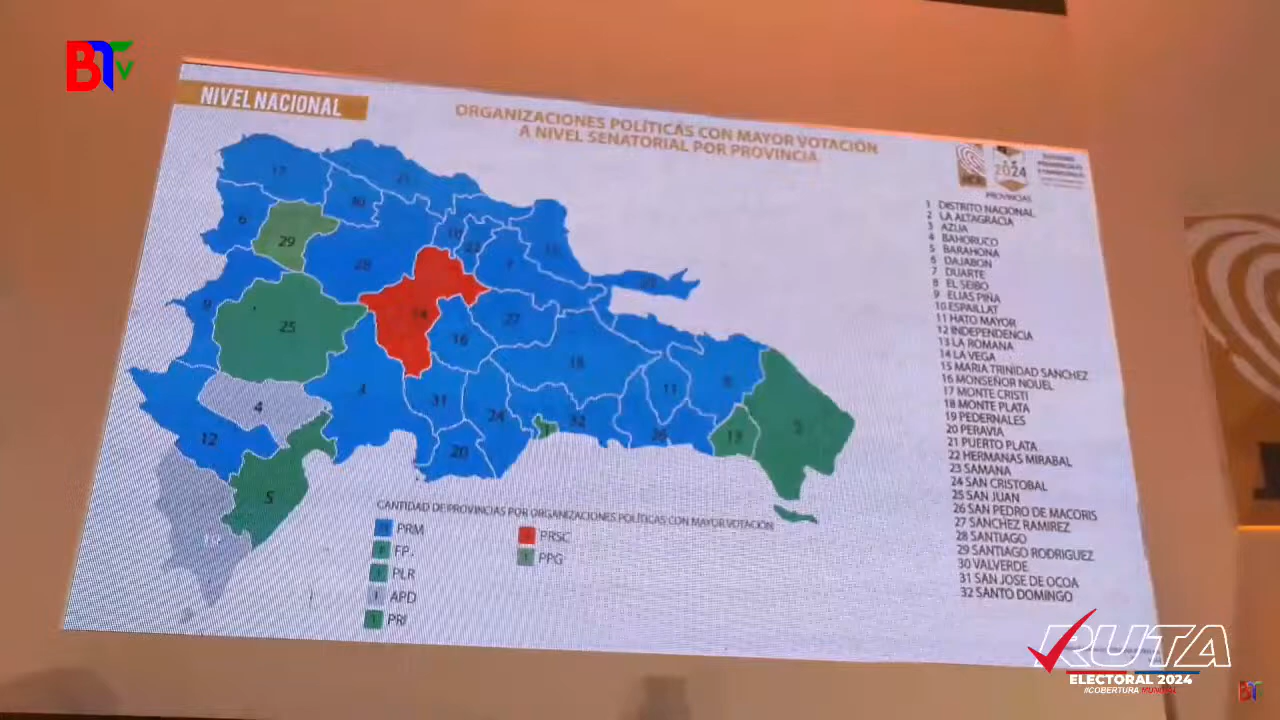 BTV
NIVEL NACIONAL
ORGANIZACIONES POLÍTICAS CON MAYOR VOTACIÓN
A NIVEL SENATORIAL POR PROVINCIA
2024
PROVINCIAS
1 DISTRITO NACIONAL
2 LA ALTAGRACIA
3 AZUA
4 BAHORUCO
5 BARAHONA
6 DAJABON
7 DUARTE
8 EL SEIBO
9 ELIAS PIÑA
10 ESPAILLAT
11 HATO MAYOR
12 INDEPENDENCIA
13 LA ROMANA
14 LA VEGA
15 MARIA TRINIDAD SANCHEZ
16 MONSEÑOR NOUEL
17 MONTE CRISTI
18 MONTE PLATA
19 PEDERNALES
20 PERAVIA
21 PUERTO PLATA
22 HERMANAS MIRABAL
23 SAMANA
24 SAN CRISTOBAL
25 SAN JUAN
26 SAN PEDRO DE MACORIS
27 SANCHEZ RAMIREZ
28 SANTIAGO
29 SANTIAGO RODRIGUEZ
30 VALVERDE
31 SAN JOSE DE OCOA
32 SANTO DOMINGO
17
21
30
6
29
28
7
9
25
14
27
16
18
4
31
11
12
24
32
13
20
5
CANTIDAD DE PROVINCIAS POR ORGANIZACIONES POLÍTICAS CON MAYOR VOTACIÓN
PRM
PRSC
FP
1 PPG
PLR
1 APD
PRI
RUTA
ELECTORAL 2024
#COBERTURA MUNDIAL
BTV